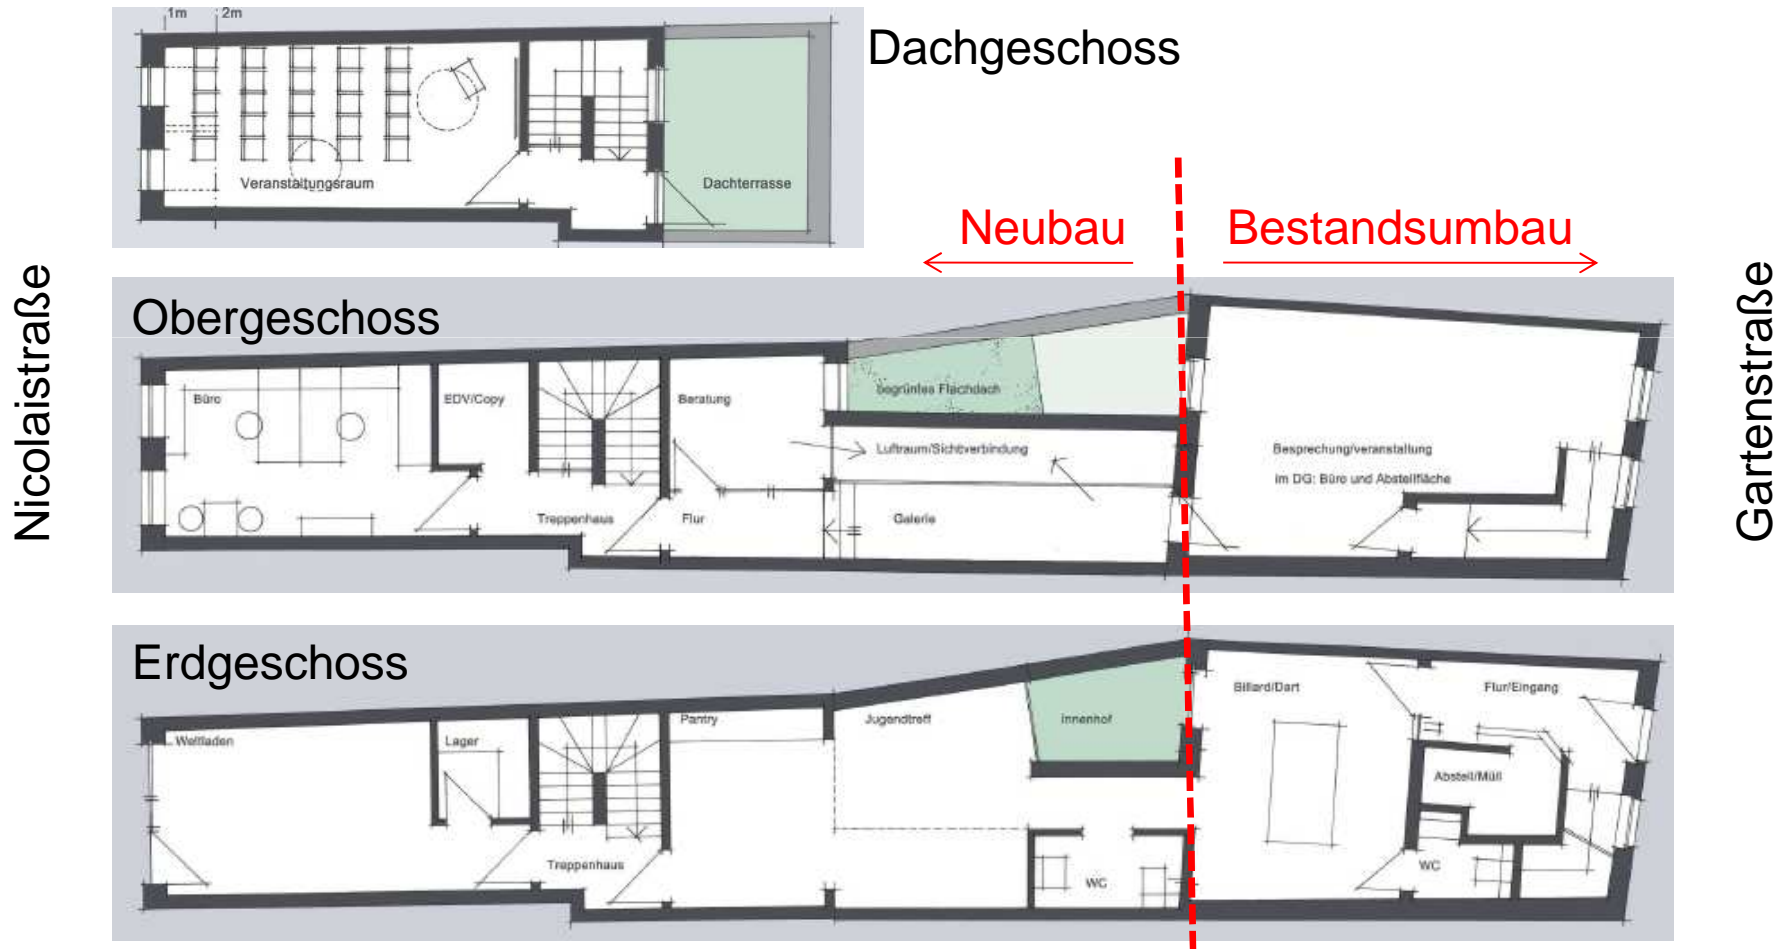 1m
2m
Dachgeschoss
Veranstaltungsraum
Dachterrasse
Neubau
Bestandsumbau
Nicolaistraße
Gartenstraße
Obergeschoss
Büro
EDV/Copy
Beratung
begrüntes Flachdach
Luftraum/Sichtverbindung
Besprechung/veranstaltung
im DG: Büro und Abstellfläche
Treppenhaus
Flur
Galerie
Erdgeschoss
Weltladen
Lager
Pantry
Jugendtreff
Innenhof
Billard/Dart
Flur/Eingang
Abstell/Müll
Treppenhaus
WC
WC